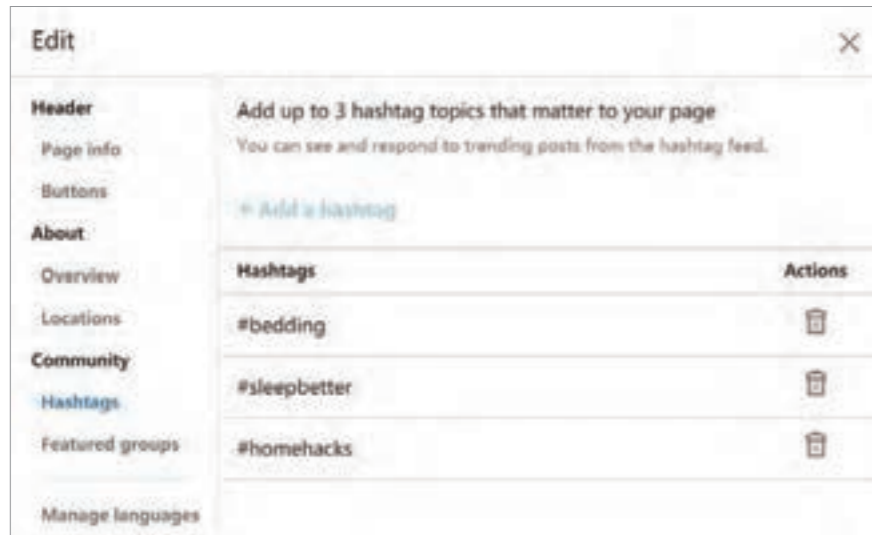 Edit
Header
Page info
Buttons
About
Overview
Locations
Community
Hashtags
Featured groups
Manage languages
Add up to 3 hashtag topics that matter to your page
You can see and respond to trending posts from the hashtag feed.
+ Add a hashtag
Hashtags Actions
#bedding
#sleepbetter
#homehacks